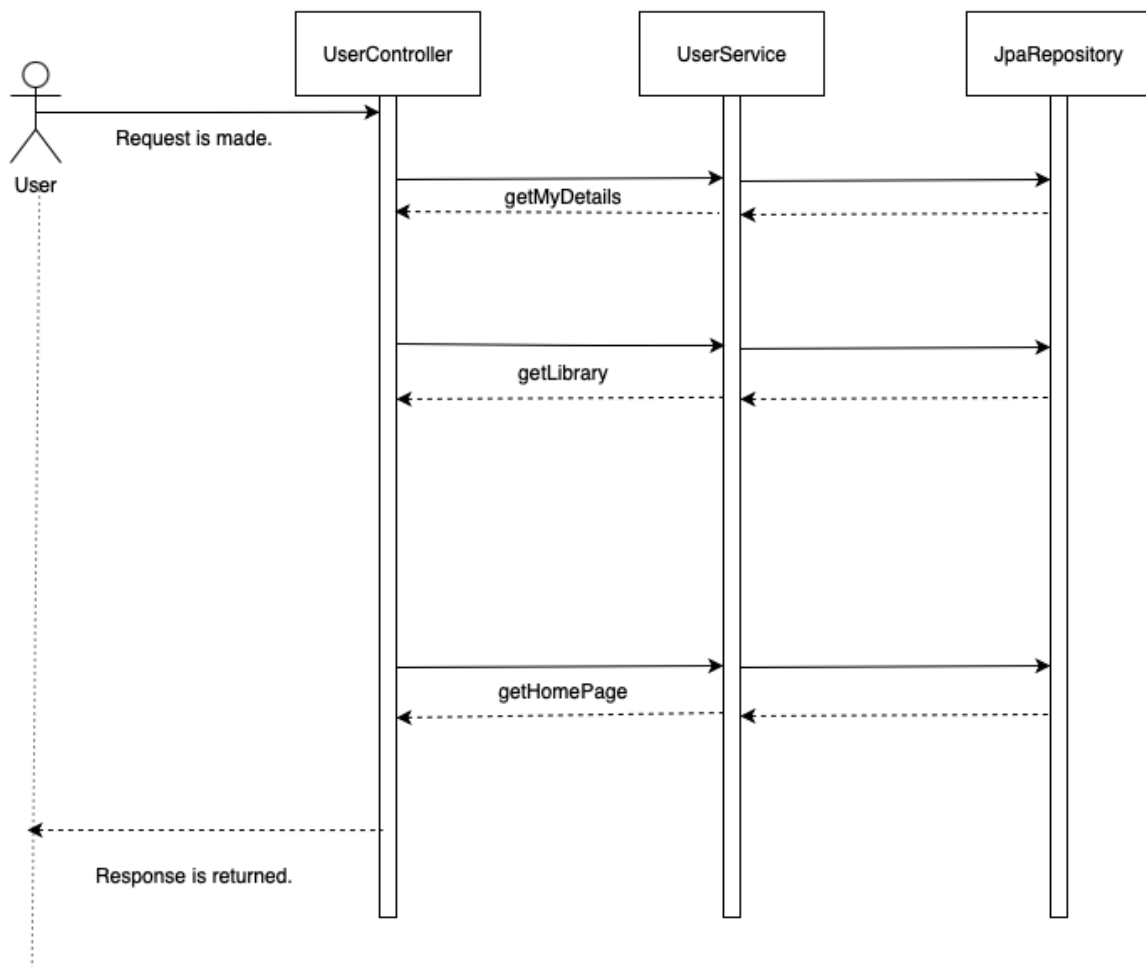 UserController
UserService
JpaRepository
Request is made.
User
getMyDetails
getLibrary
getHomePage
Response is returned.